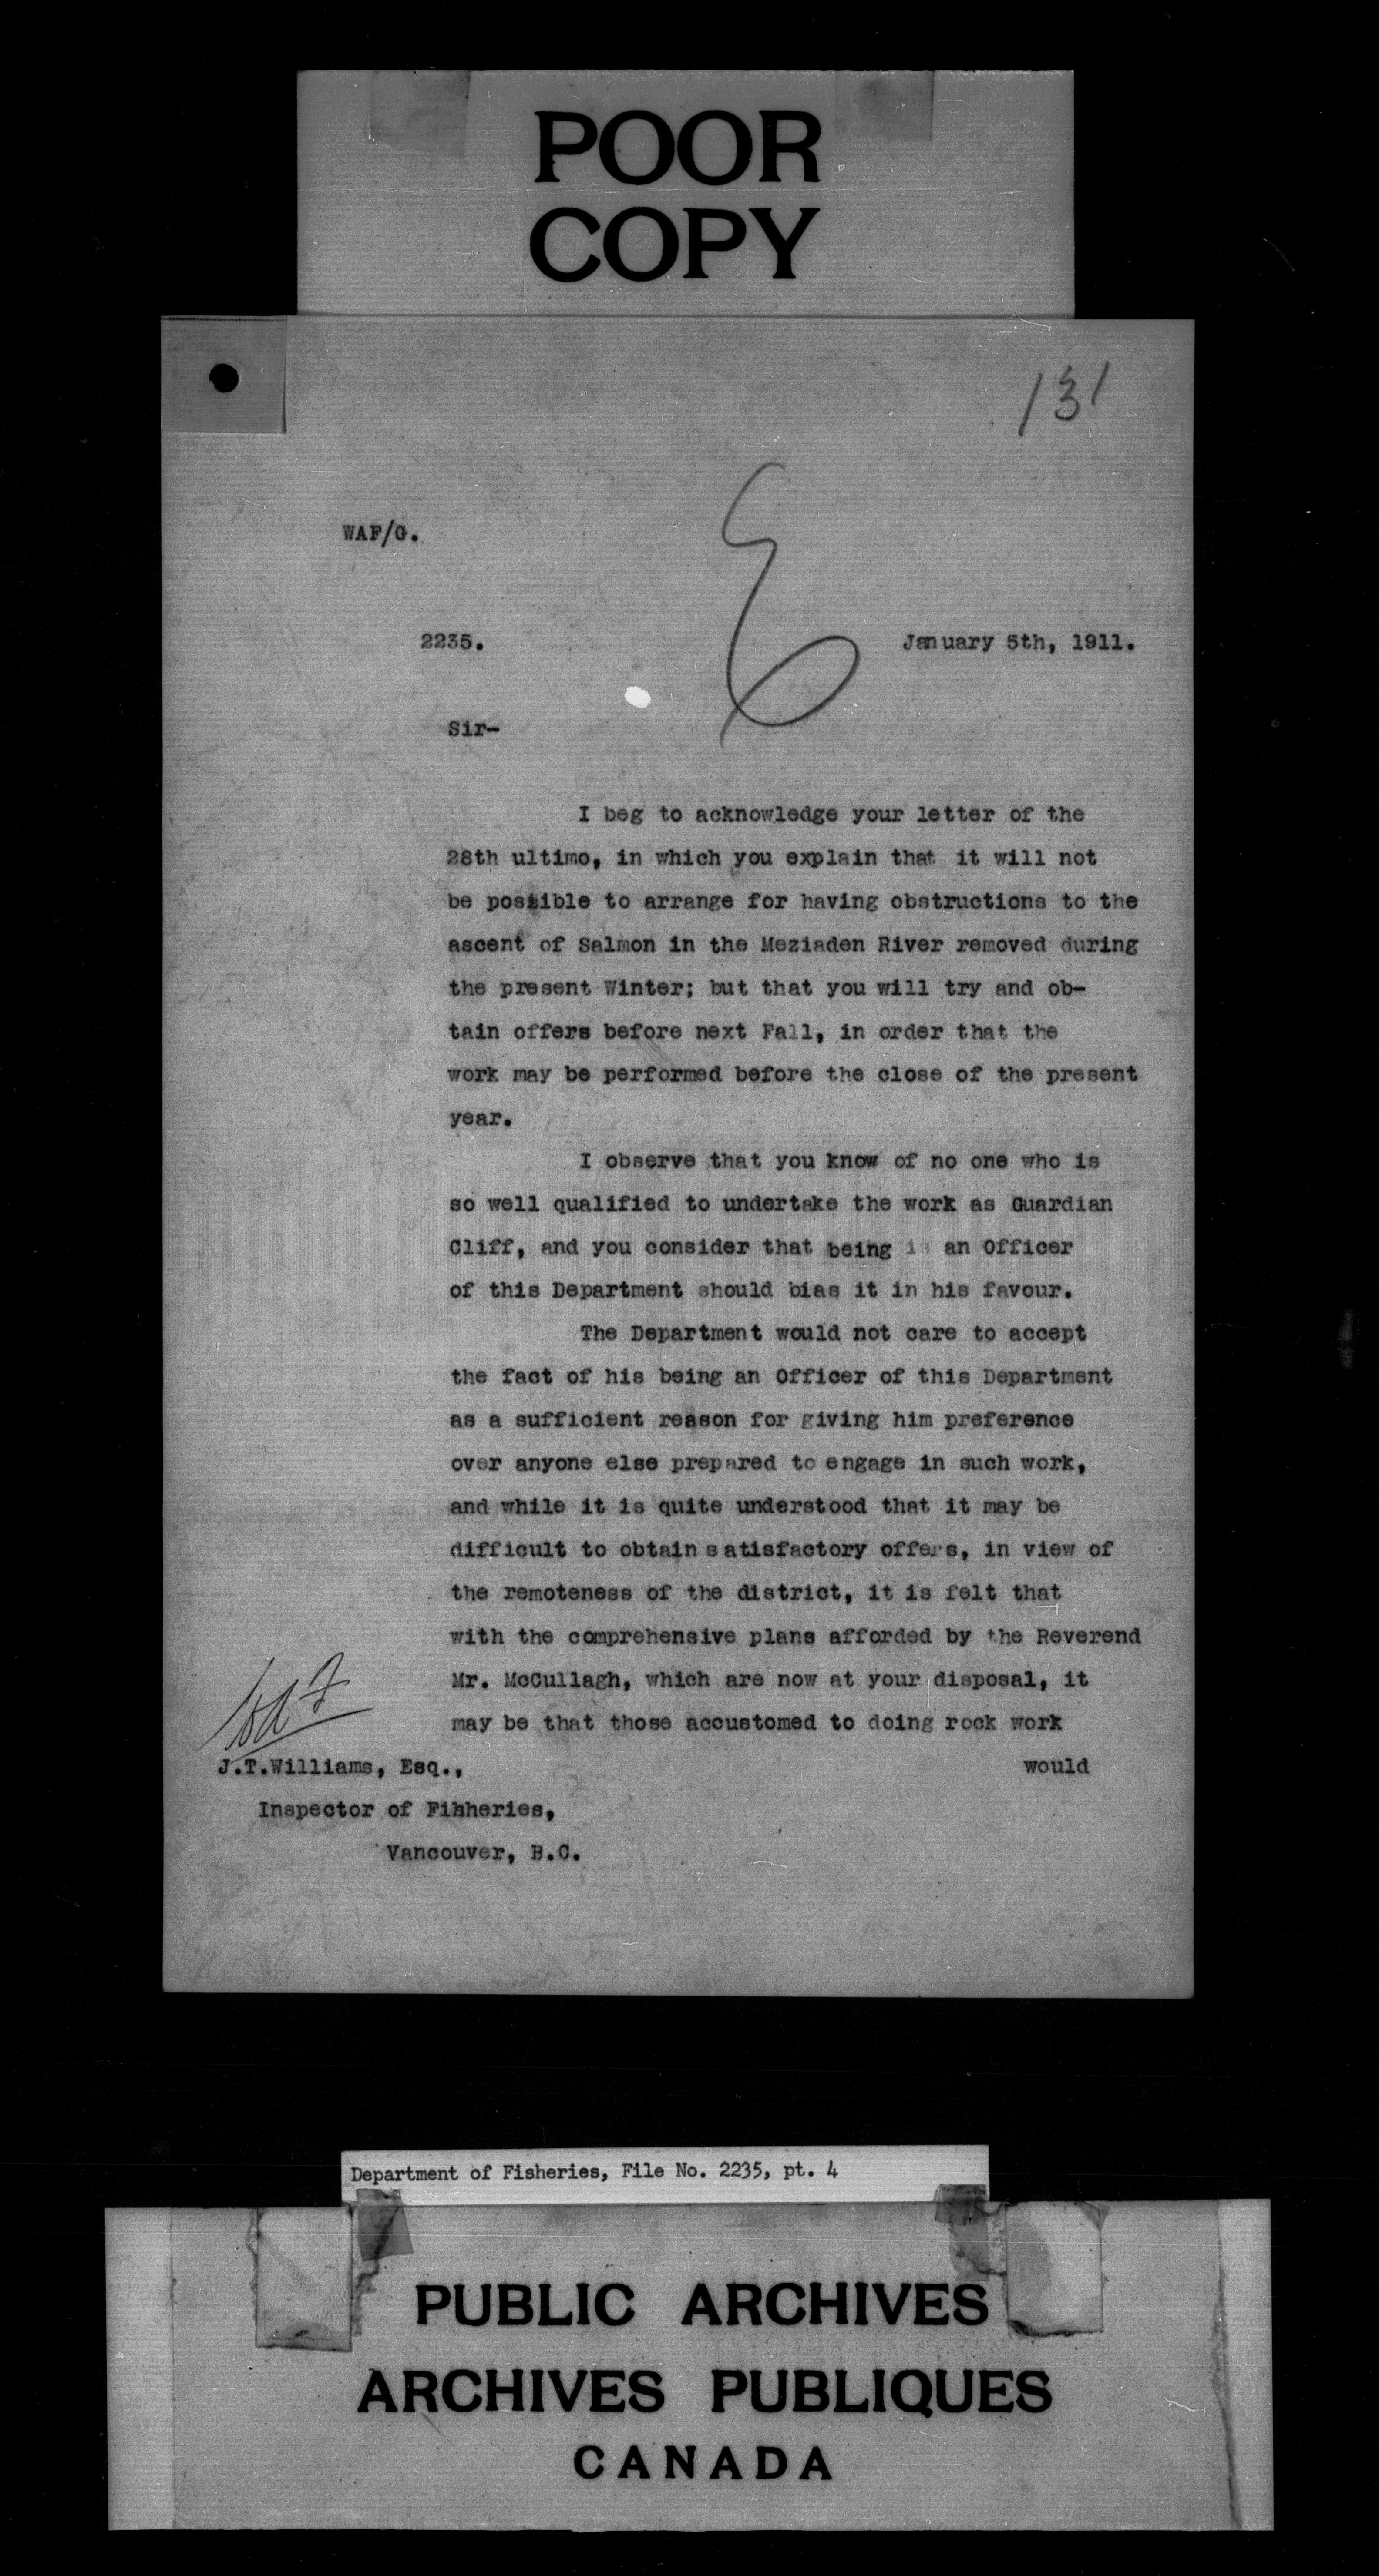 POOR
COPY
131
WAF/G.
2235.
January 5th, 1911.
Sir-
I beg to acknowledge your letter of the
28th ultimo, in which you explain that it will not
be possible to arrange for having obstructions to the
ascent of Salmon in the Meziaden River removed during
the present Winter; but that you will try and ob-
tain offers before next Fall, in order that the
work may be performed before the close of the present
year.
I observe that you know of no one who is
so well qualified to undertake the work as Guardian
Cliff, and you consider that being is an Officer
of this Department should bias it in his favour.
The Department would not care to accept
the fact of his being an Officer of this Department
as a sufficient reason for giving him preference
over anyone else prepared to engage in such work,
and while it is quite understood that it may be
difficult to obtain satisfactory offers, in view of
the remoteness of the district, it is felt that
with the comprehensive plans afforded by the Reverend
Mr. McCullagh, which are now at your disposal, it
may be that those accustomed to doing rock work
would
J.T.Williams, Esq.,
Inspector of Fihheries,
Vancouver, B.C.
Department of Fisheries, File No. 2235, pt. 4
PUBLIC ARCHIVES
ARCHIVES PUBLIQUES
CANADA